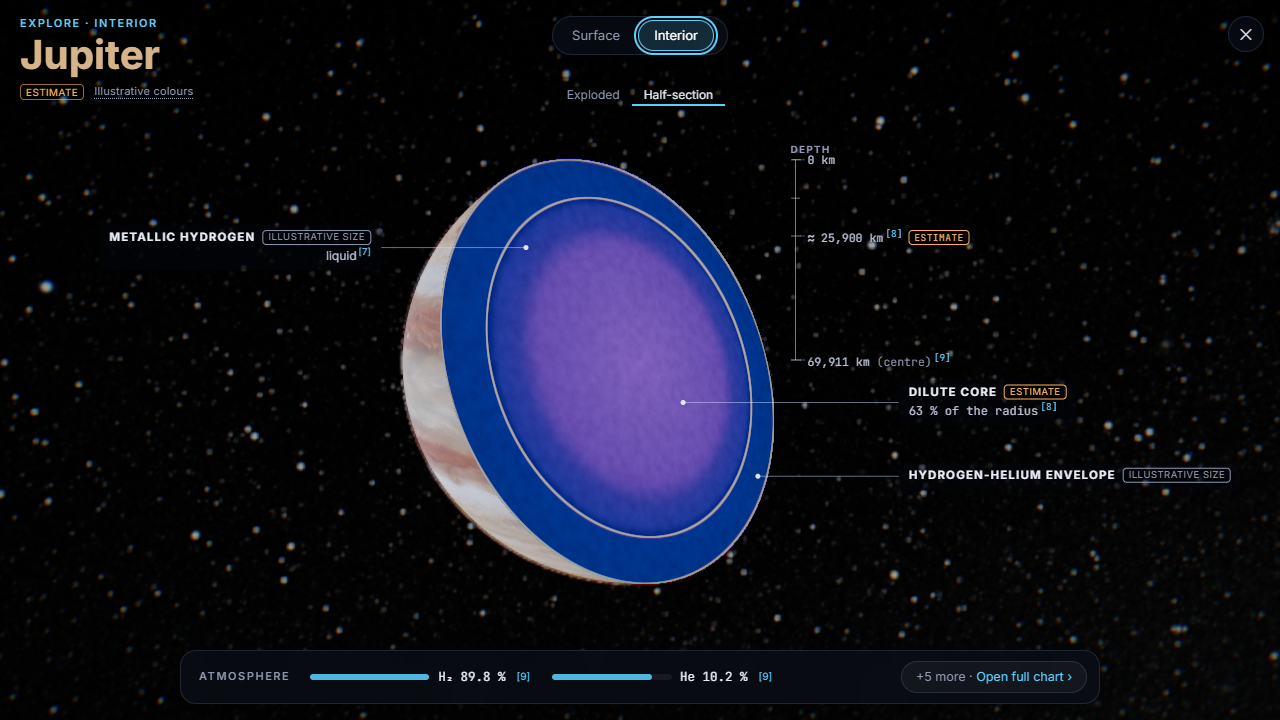 EXPLORE · INTERIOR
Jupiter
ESTIMATE Illustrative colours
Surface Interior
Exploded Half-section
DEPTH
0 km
≈ 25,900 km [8] ESTIMATE
69,911 km (centre) [9]
METALLIC HYDROGEN ILLUSTRATIVE SIZE
liquid [7]
DILUTE CORE ESTIMATE
63 % of the radius [8]
HYDROGEN-HELIUM ENVELOPE ILLUSTRATIVE SIZE
ATMOSPHERE H₂ 89.8 % [9] He 10.2 % [9] +5 more · Open full chart ›